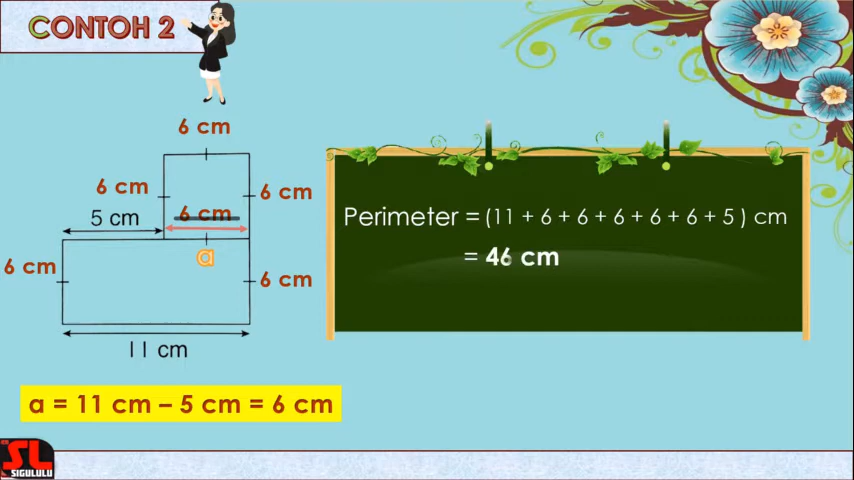 CONTOH 2
6 cm
6 cm
6 cm
6 cm
5 cm
a
6 cm
6 cm
11 cm
Perimeter = (11 + 6 + 6 + 6 + 6 + 6 + 5 ) cm
= 46 cm
a = 11 cm – 5 cm = 6 cm
SL
SIGULULU